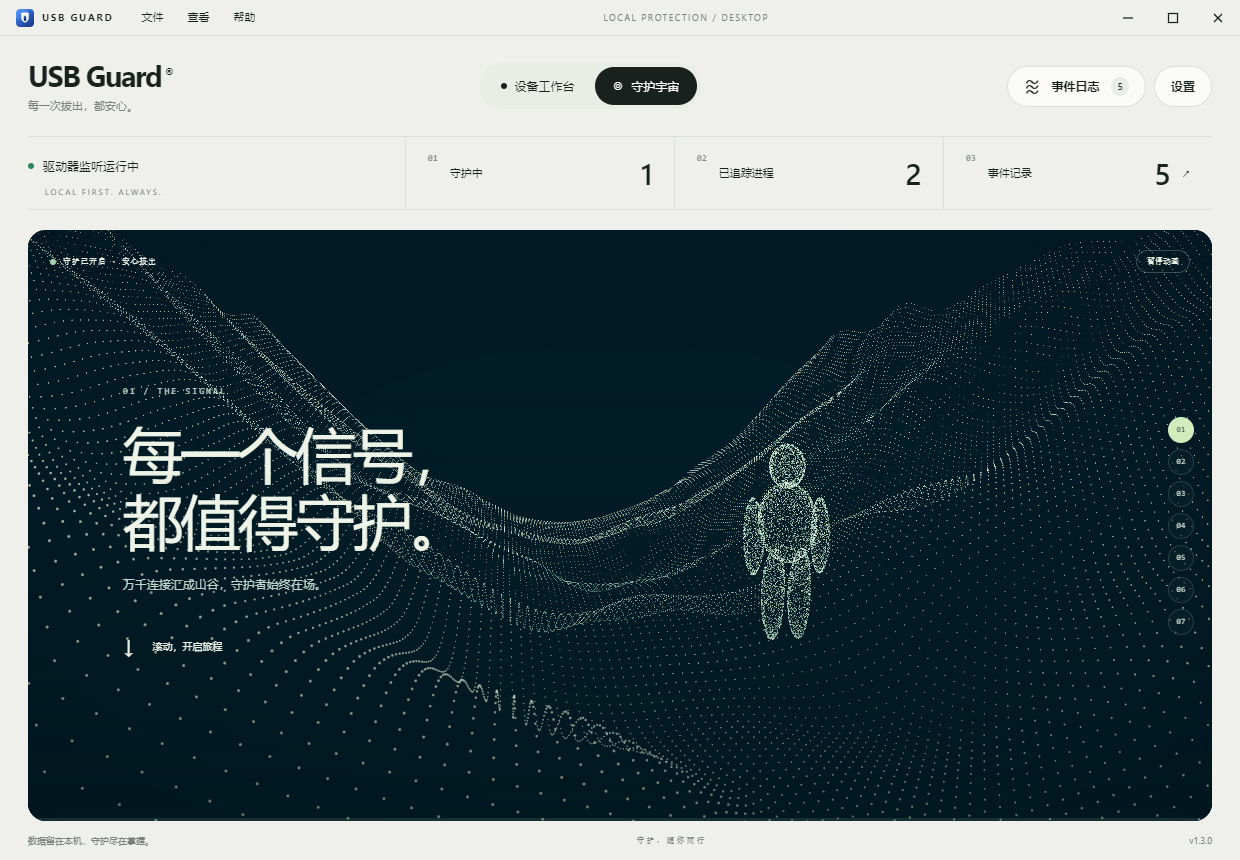 USB GUARD 文件 查看 帮助 LOCAL PROTECTION / DESKTOP
USB Guard®
每一次拔出，都安心。
设备工作台 守护宇宙
事件日志 5 设置
驱动器监听运行中
LOCAL FIRST. ALWAYS.
01 守护中 1
02 已追踪进程 2
03 事件记录 5 ↗
守护已开启 · 安心拔出
暂停动画
01 / THE SIGNAL
每一个信号，
都值得守护。
万千连接汇成山谷，守护者始终在场。
↓ 滚动，开启旅程
01
02
03
04
05
06
07
数据留在本机，守护尽在掌握。
守护，随你而行
v1.3.0